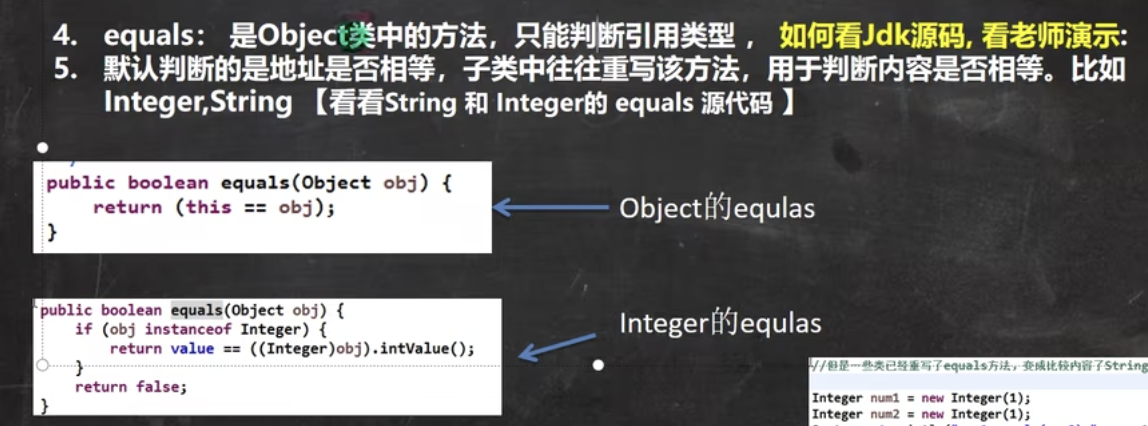 4. equals： 是Object类中的方法，只能判断引用类型 ， 如何看Jdk源码, 看老师演示:
5. 默认判断的是地址是否相等，子类中往往重写该方法，用于判断内容是否相等。比如
Integer,String 【看看String 和 Integer的 equals 源代码 】
public boolean equals(Object obj) {
return (this == obj);
}
Object的equlas
public boolean equals(Object obj) {
if (obj instanceof Integer) {
return value == ((Integer)obj).intValue();
}
return false;
}
Integer的equlas
//但是一些类已经重写了equals方法，变成比较内容了String
Integer num1 = new Integer(1);
Integer num2 = new Integer(1);